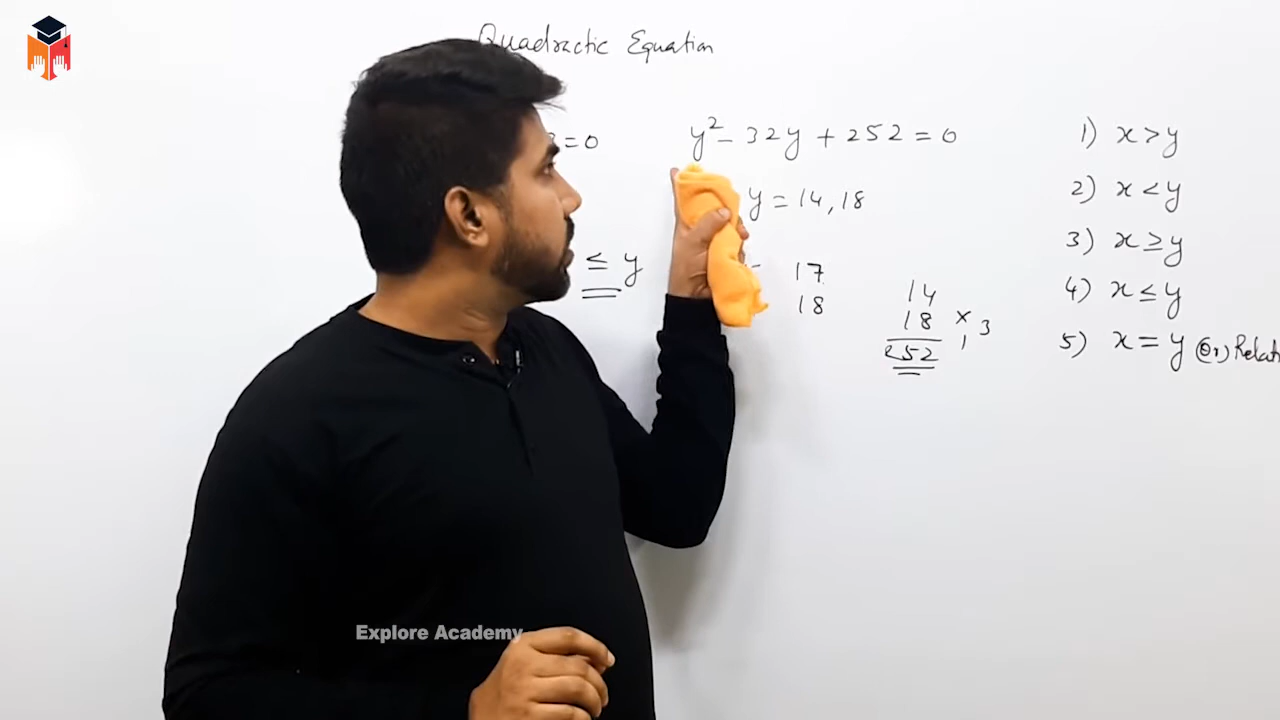 Quadractic Equation
=0
y² - 32y + 252 = 0
y = 14, 18
≤ y
17
18
14
18 × 3
252 1
1) x > y
2) x < y
3) x ≥ y
4) x ≤ y
5) x = y (or) Relati
Explore Academy